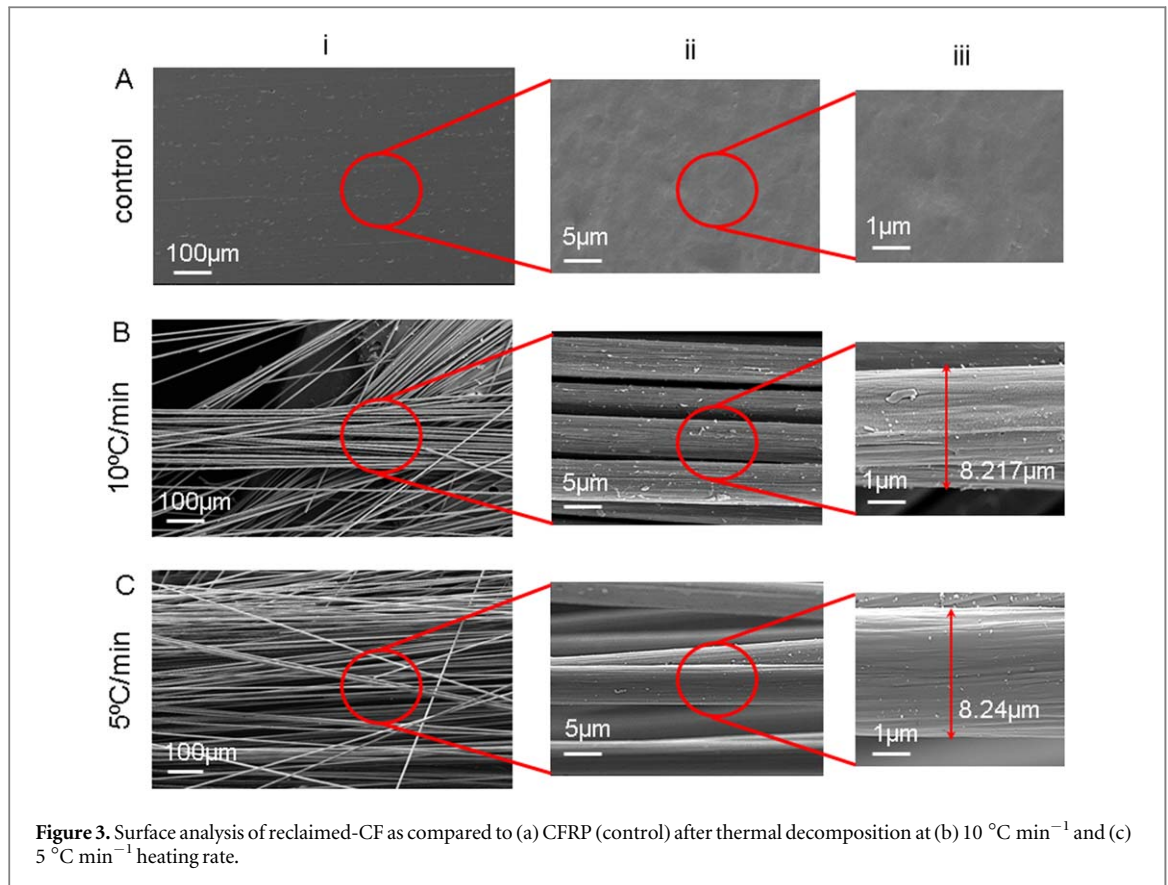 i
ii
iii
A
control
100μm
5μm
1μm
B
10ºC/min
100μm
5μm
1μm
8.217μm
C
5ºC/min
100μm
5μm
1μm
8.24μm
Figure 3. Surface analysis of reclaimed-CF as compared to (a) CFRP (control) after thermal decomposition at (b) 10 °C min⁻¹ and (c)
5 °C min⁻¹ heating rate.